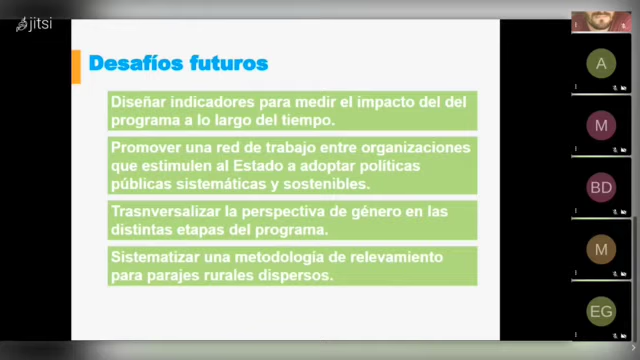 jitsi
Desafíos futuros
Diseñar indicadores para medir el impacto del del
programa a lo largo del tiempo.
Promover una red de trabajo entre organizaciones
que estimulen al Estado a adoptar políticas
públicas sistemáticas y sostenibles.
Trasnversalizar la perspectiva de género en las
distintas etapas del programa.
Sistematizar una metodología de relevamiento
para parajes rurales dispersos.
A
M
BD
M
EG